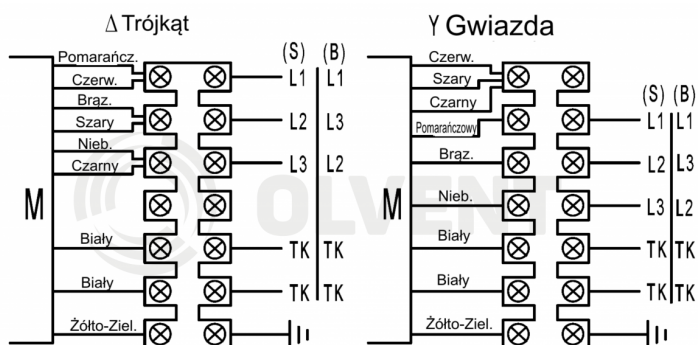 Δ Trójkąt
(S) (B)
Pomarańcz.
Czerw.
L1 L1
Brąz.
Szary
L2 L3
Nieb.
Czarny
L3 L2
M
Biały
TK TK
Biały
TK TK
Żółto-Ziel.
Y Gwiazda
Czerw.
Szary
Czarny
(S) (B)
Pomarańczowy
L1 L1
Brąz.
L2 L3
M
Nieb.
L3 L2
Biały
TK TK
Biały
TK TK
Żółto-Ziel.
OLVENT